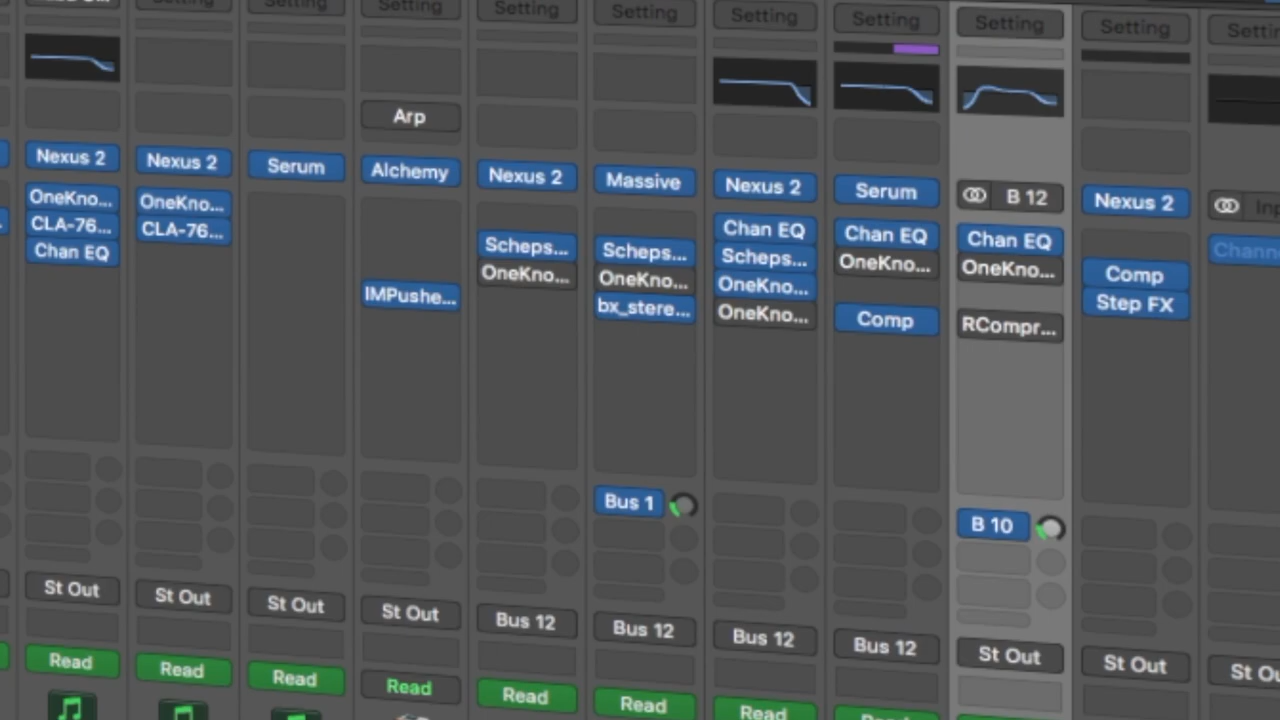 Setting Setting Setting Setting Setting Setting Setting Setting Setting
Arp
Nexus 2 Nexus 2 Serum Alchemy Nexus 2 Massive Nexus 2 Serum B 12 Nexus 2
OneKno... OneKno... Chan EQ Chan EQ Chan EQ
CLA-76... CLA-76... Scheps... Scheps... Scheps... OneKno... OneKno... Comp
Chan EQ IMPushe... OneKno... OneKno... OneKno... Step FX
bx_stere... OneKno... Comp RCompr...
Bus 1 B 10
St Out St Out St Out St Out Bus 12 Bus 12 Bus 12 Bus 12 St Out St Out
Read Read Read Read Read Read Read